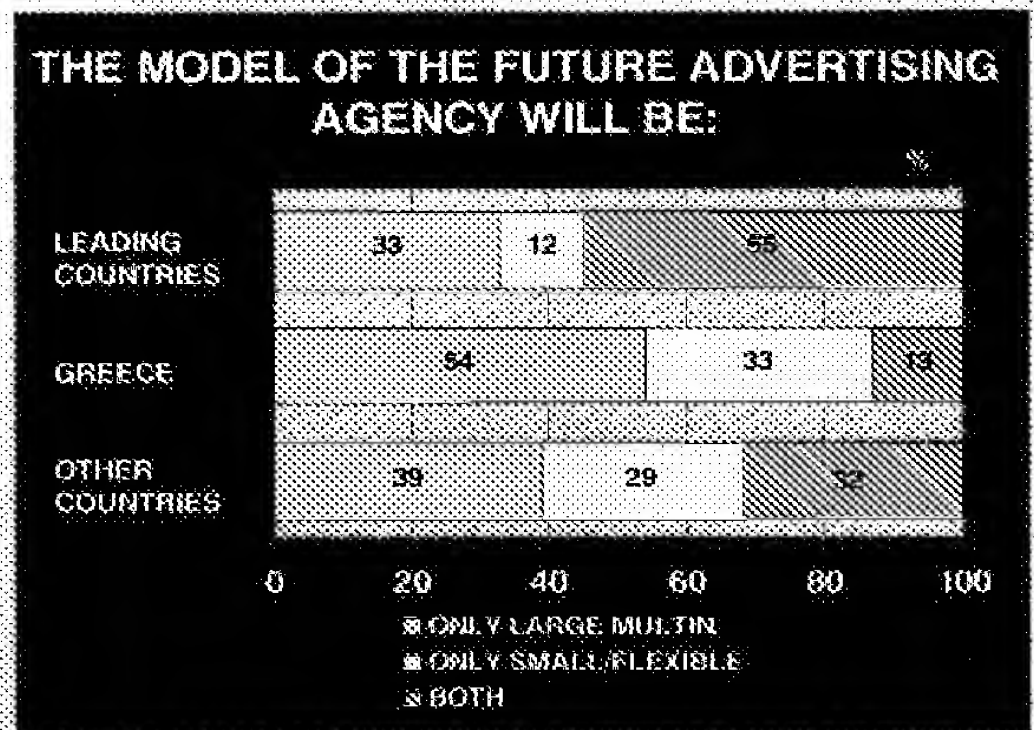 THE MODEL OF THE FUTURE ADVERTISING
AGENCY WILL BE:
%
LEADING
COUNTRIES
33
12
55
GREECE
54
33
13
OTHER
COUNTRIES
39
29
32
0 20 40 60 80 100
ONLY LARGE MULTIN.
ONLY SMALL/FLEXIBLE
BOTH